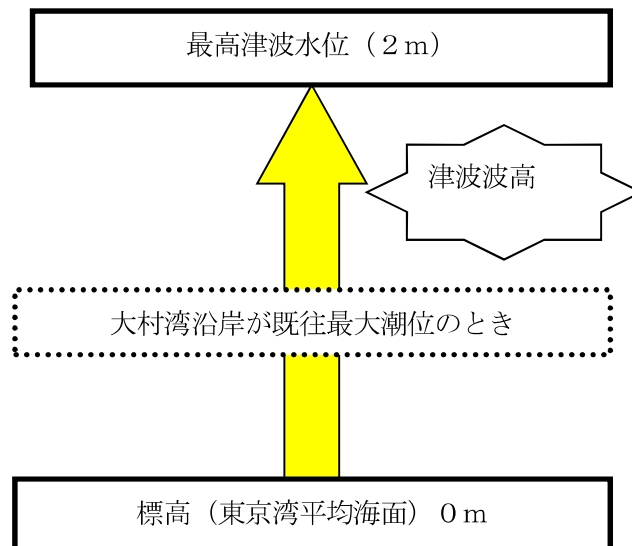 最高津波水位（２ｍ）
津波波高
大村湾沿岸が既往最大潮位のとき
標高（東京湾平均海面）０ｍ